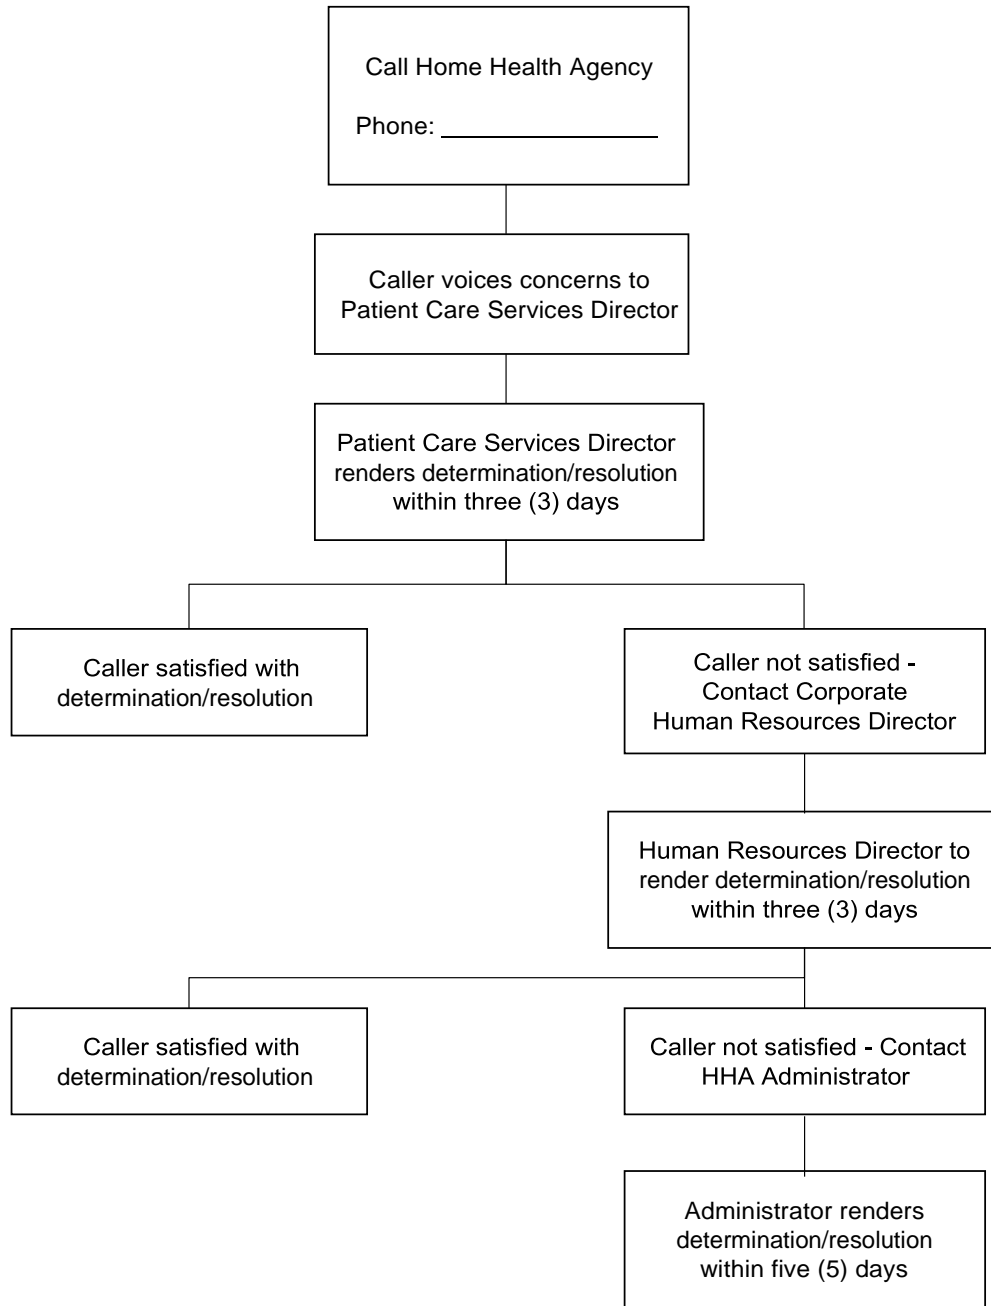 Call Home Health Agency
Phone: ________________
Caller voices concerns to
Patient Care Services Director
Patient Care Services Director
renders determination/resolution
within three (3) days
Caller satisfied with
determination/resolution
Caller not satisfied -
Contact Corporate
Human Resources Director
Human Resources Director to
render determination/resolution
within three (3) days
Caller satisfied with
determination/resolution
Caller not satisfied - Contact
HHA Administrator
Administrator renders
determination/resolution
within five (5) days